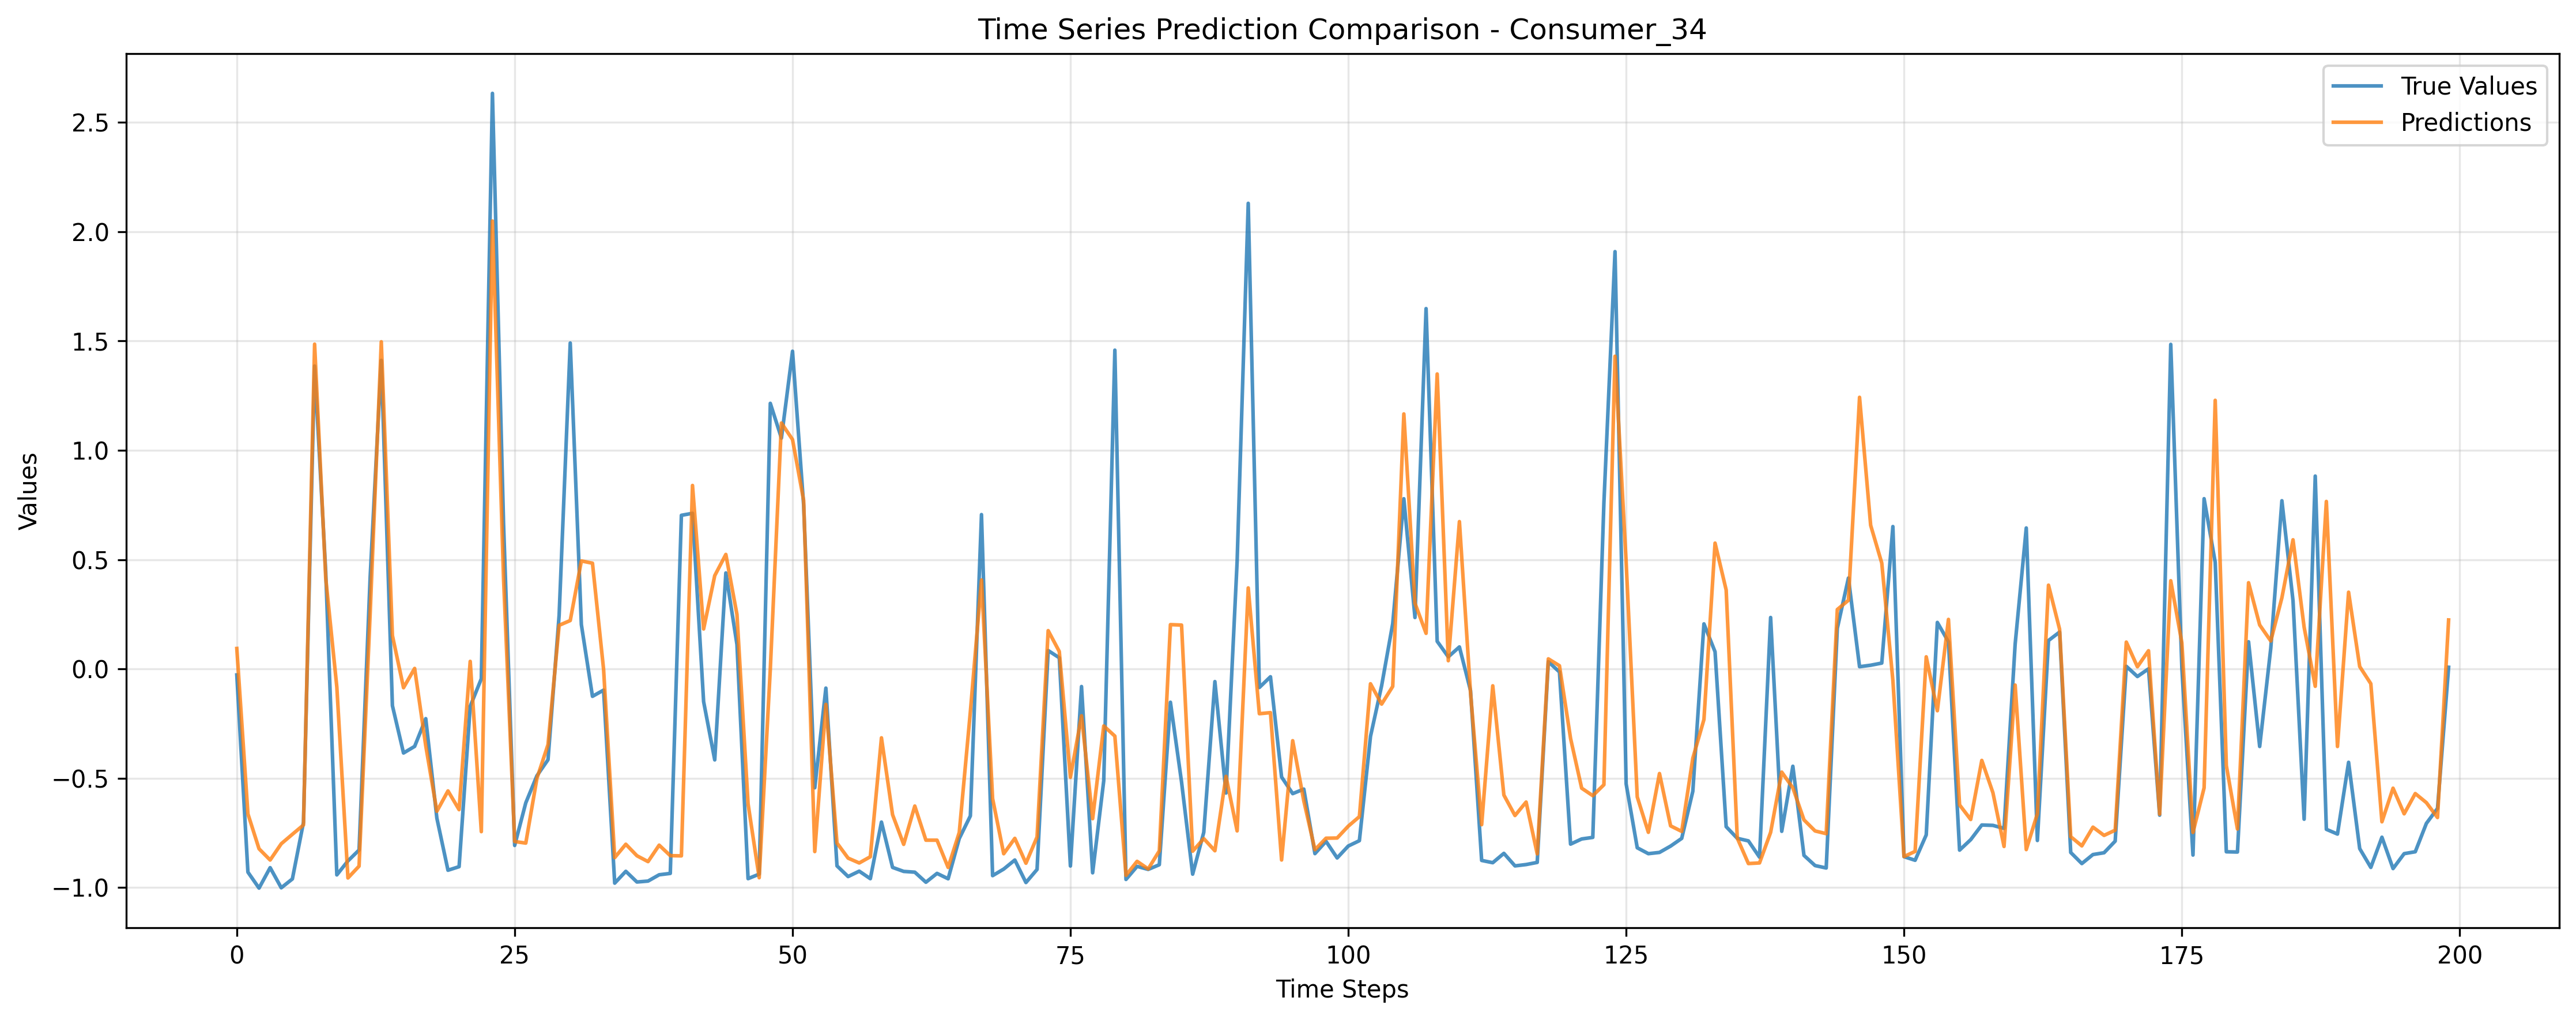 Time Series Prediction Comparison - Consumer_34
True Values
Predictions
Values
2.5
2.0
1.5
1.0
0.5
0.0
−0.5
−1.0
0 25 50 75 100 125 150 175 200
Time Steps